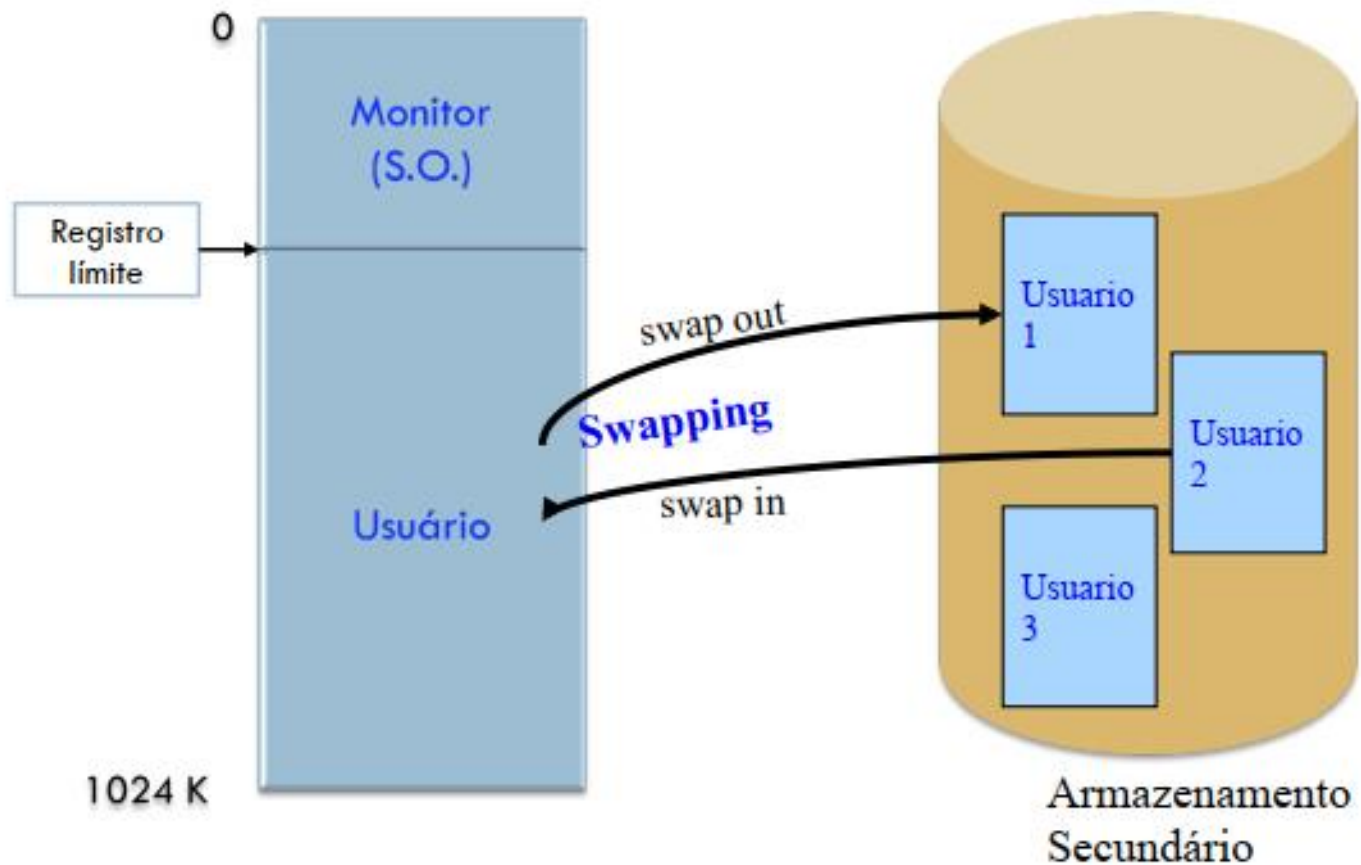 0
Monitor
(S.O.)
Registro
límite
swap out
Swapping
swap in
Usuário
1024 K
Usuario
1
Usuario
2
Usuario
3
Armazenamento
Secundário